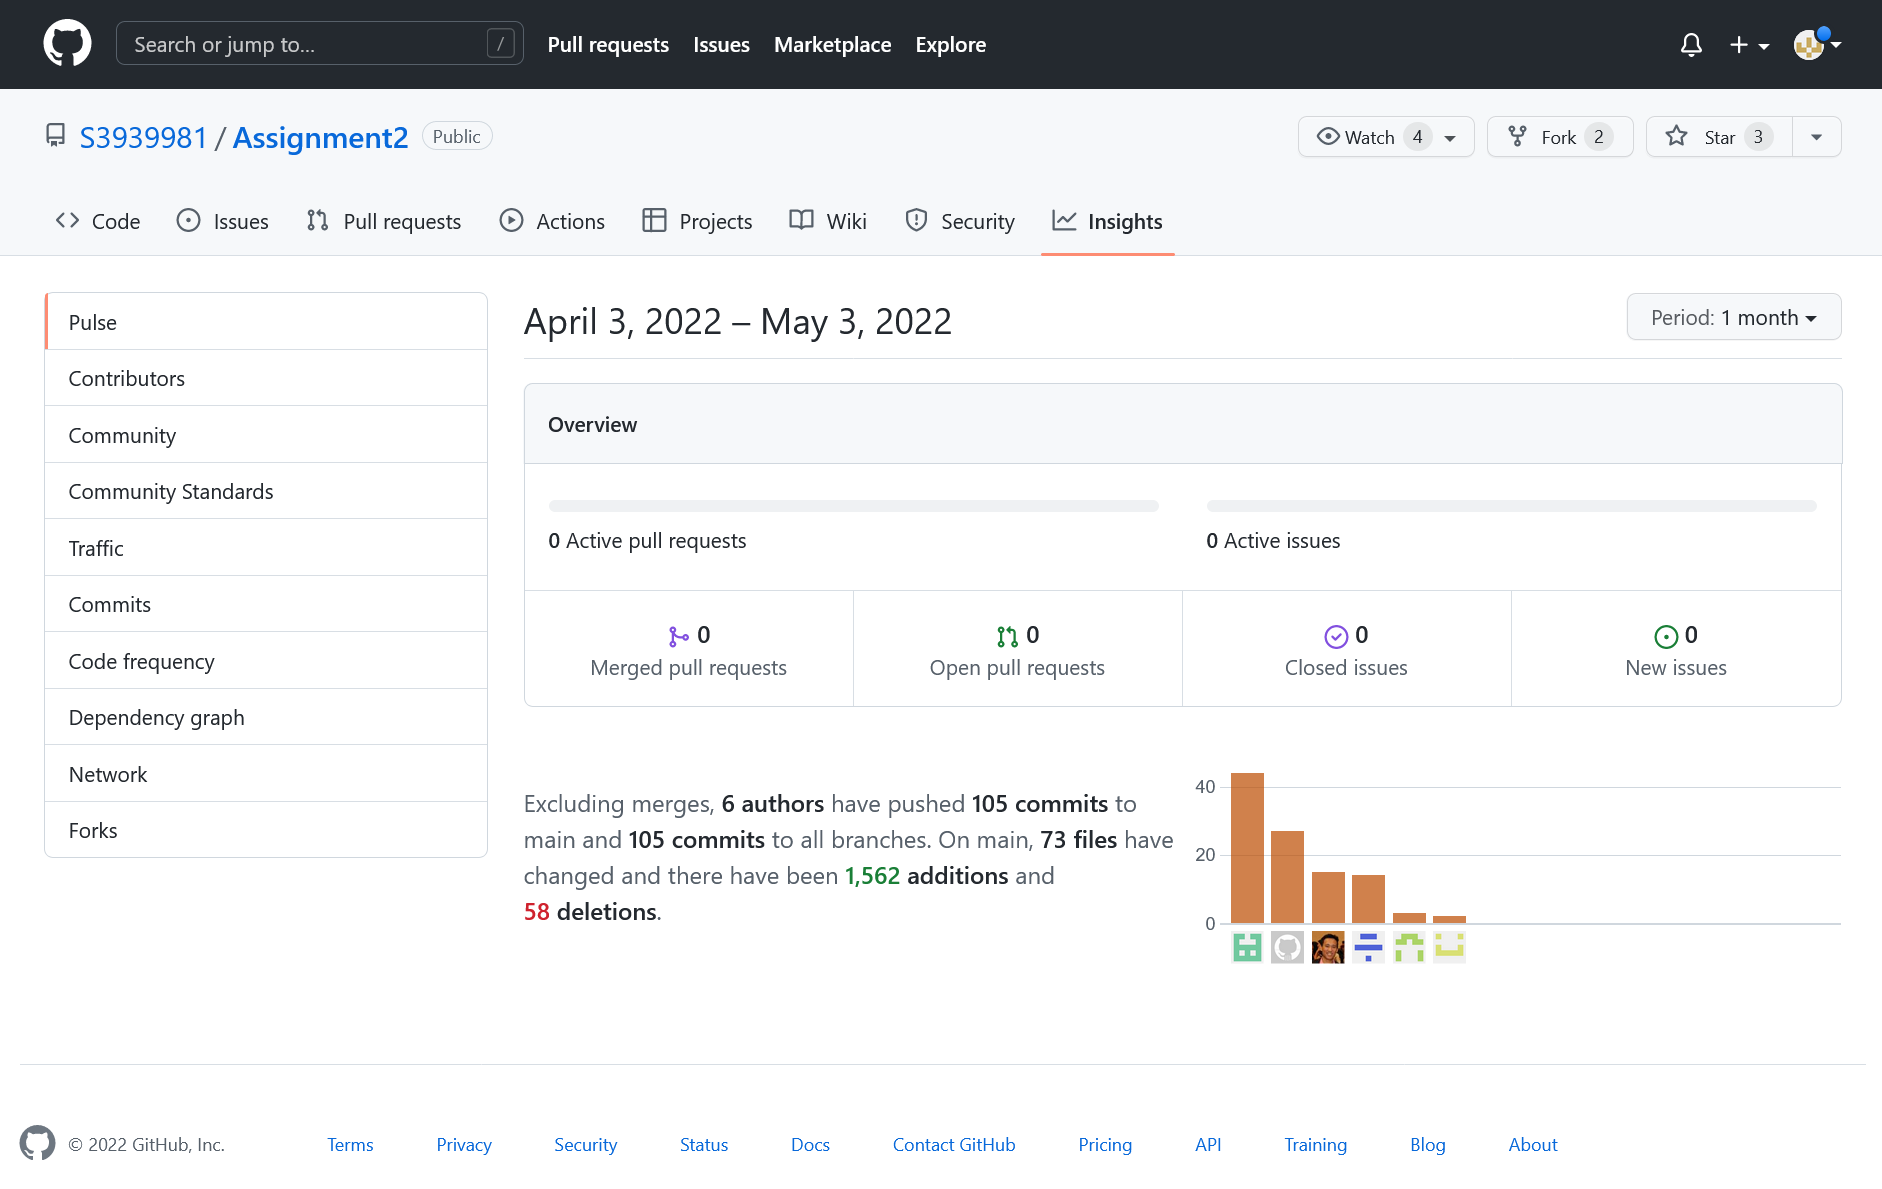 Search or jump to...
/
Pull requests Issues Marketplace Explore
S3939981 / Assignment2 Public
Watch 4 Fork 2 Star 3
Code Issues Pull requests Actions Projects Wiki Security Insights
Pulse
Contributors
Community
Community Standards
Traffic
Commits
Code frequency
Dependency graph
Network
Forks
April 3, 2022 – May 3, 2022
Period: 1 month
Overview
0 Active pull requests
0 Active issues
0
Merged pull requests
0
Open pull requests
0
Closed issues
0
New issues
Excluding merges, 6 authors have pushed 105 commits to
main and 105 commits to all branches. On main, 73 files have
changed and there have been 1,562 additions and
58 deletions.
40
20
0
© 2022 GitHub, Inc. Terms Privacy Security Status Docs Contact GitHub Pricing API Training Blog About